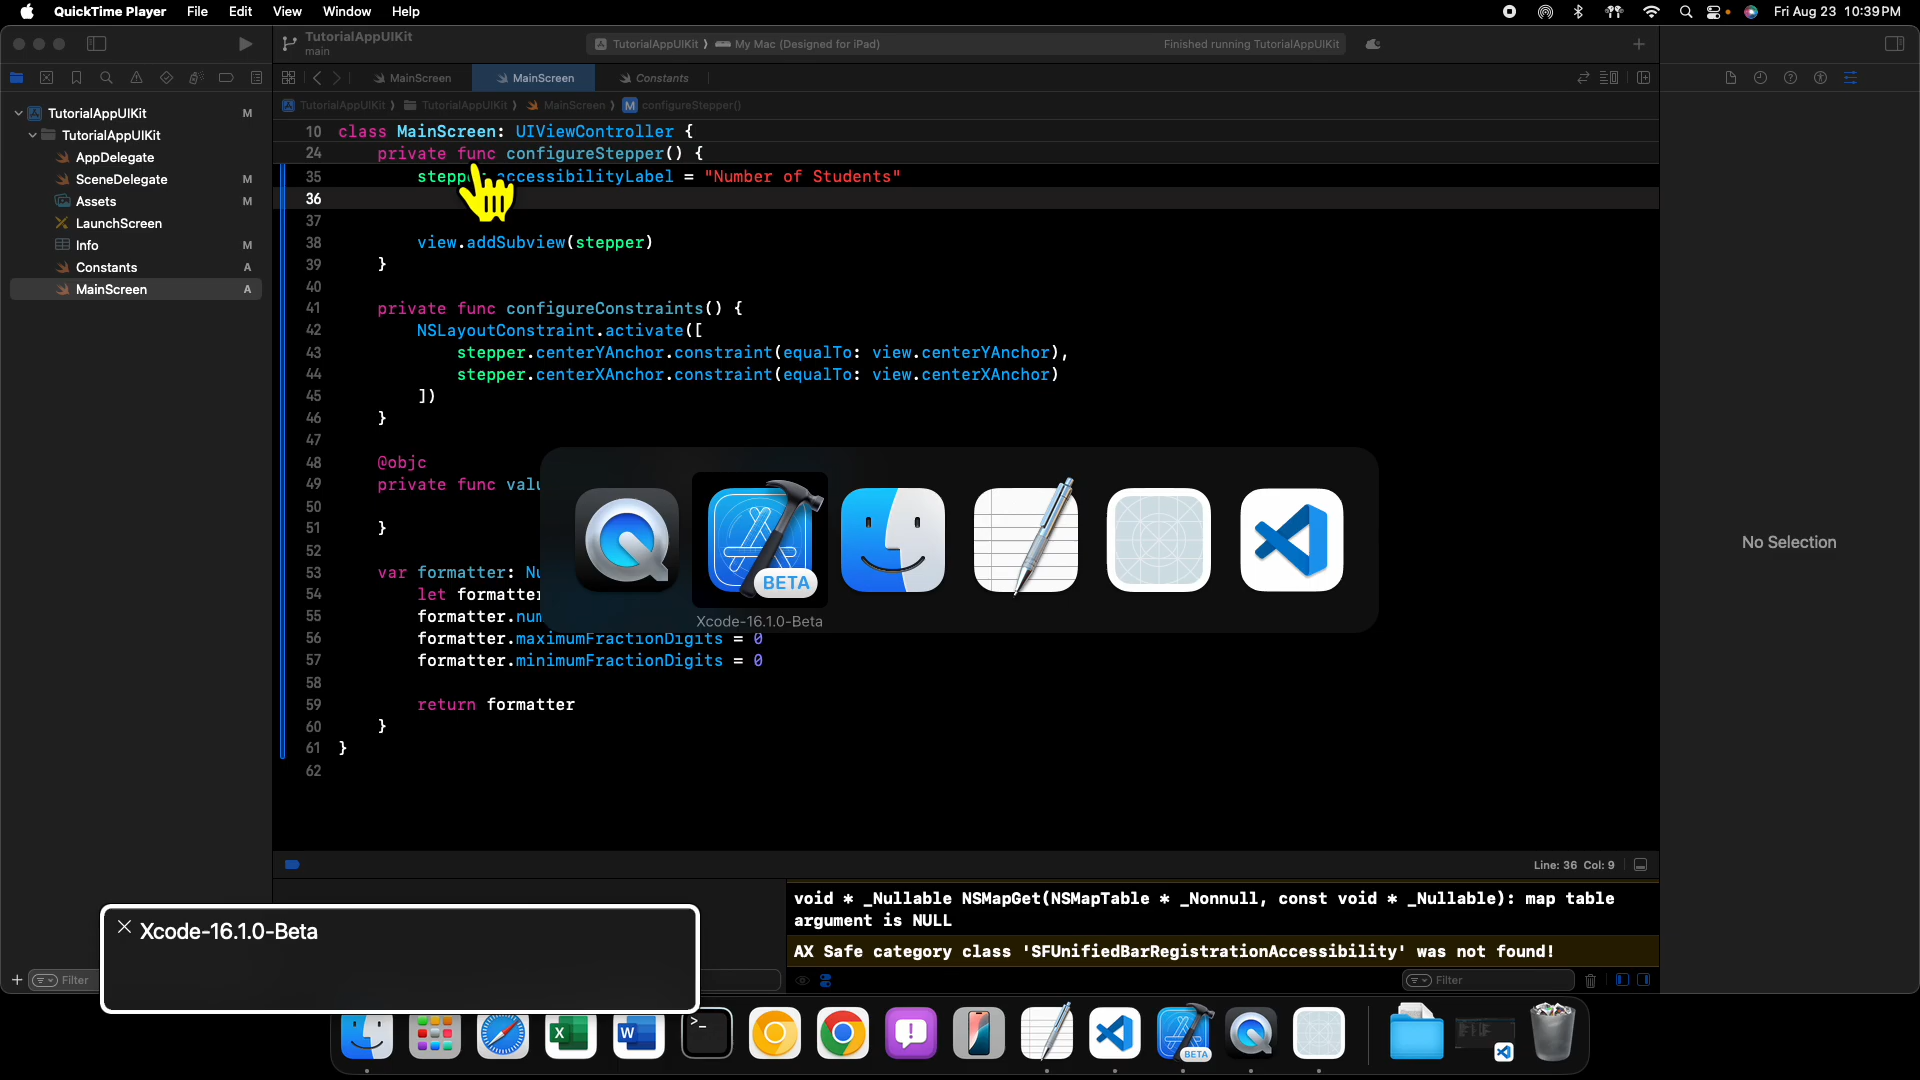 QuickTime Player File Edit View Window Help
Fri Aug 23 10:39 PM
TutorialAppUIKit
main
TutorialAppUIKit ⟩ My Mac (Designed for iPad)
Finished running TutorialAppUIKit
MainScreen
MainScreen
Constants
TutorialAppUIKit ⟩ TutorialAppUIKit ⟩ MainScreen ⟩ M configureStepper()
TutorialAppUIKit M
TutorialAppUIKit
AppDelegate
SceneDelegate M
Assets M
LaunchScreen
Info M
Constants A
MainScreen A
10 class MainScreen: UIViewController {
24 private func configureStepper() {
35 stepp accessibilityLabel = "Number of Students"
36
37
38 view.addSubview(stepper)
39 }
40
41 private func configureConstraints() {
42 NSLayoutConstraint.activate([
43 stepper.centerYAnchor.constraint(equalTo: view.centerYAnchor),
44 stepper.centerXAnchor.constraint(equalTo: view.centerXAnchor)
45 ])
46 }
47
48 @objc
49 private func valu
50
51 }
52
53 var formatter: Nu
54 let formatter
55 formatter.num
56 formatter.maximumFractionDigits = 0
57 formatter.minimumFractionDigits = 0
58
59 return formatter
60 }
61 }
62
BETA
Xcode-16.1.0-Beta
No Selection
Line: 36 Col: 9
void * _Nullable NSMapGet(NSMapTable * _Nonnull, const void * _Nullable): map table
argument is NULL
AX Safe category class 'SFUnifiedBarRegistrationAccessibility' was not found!
Filter
Filter
Xcode-16.1.0-Beta
BETA